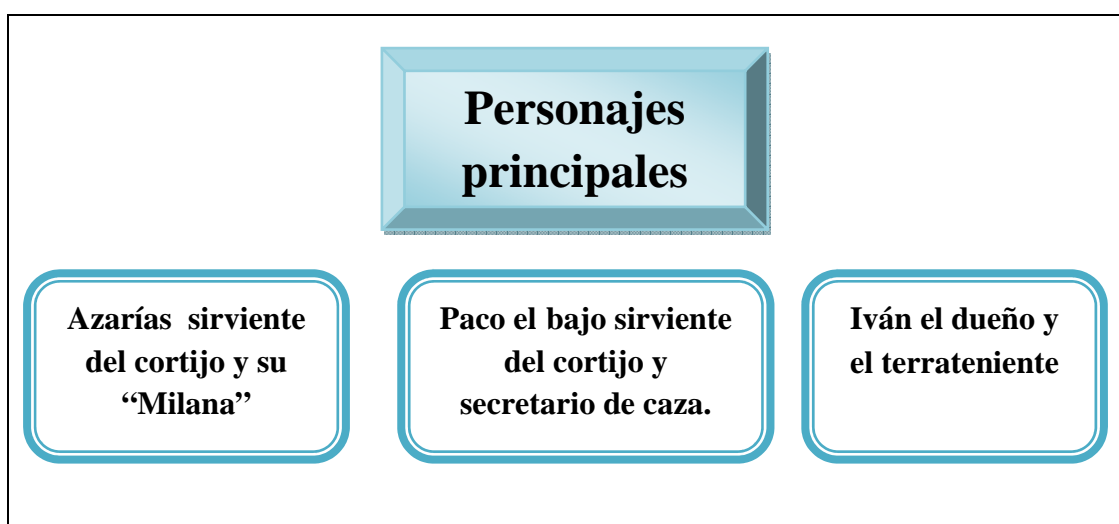 Personajes
principales
Azarías sirviente
del cortijo y su
“Milana”
Paco el bajo sirviente
del cortijo y
secretario de caza.
Iván el dueño y
el terrateniente